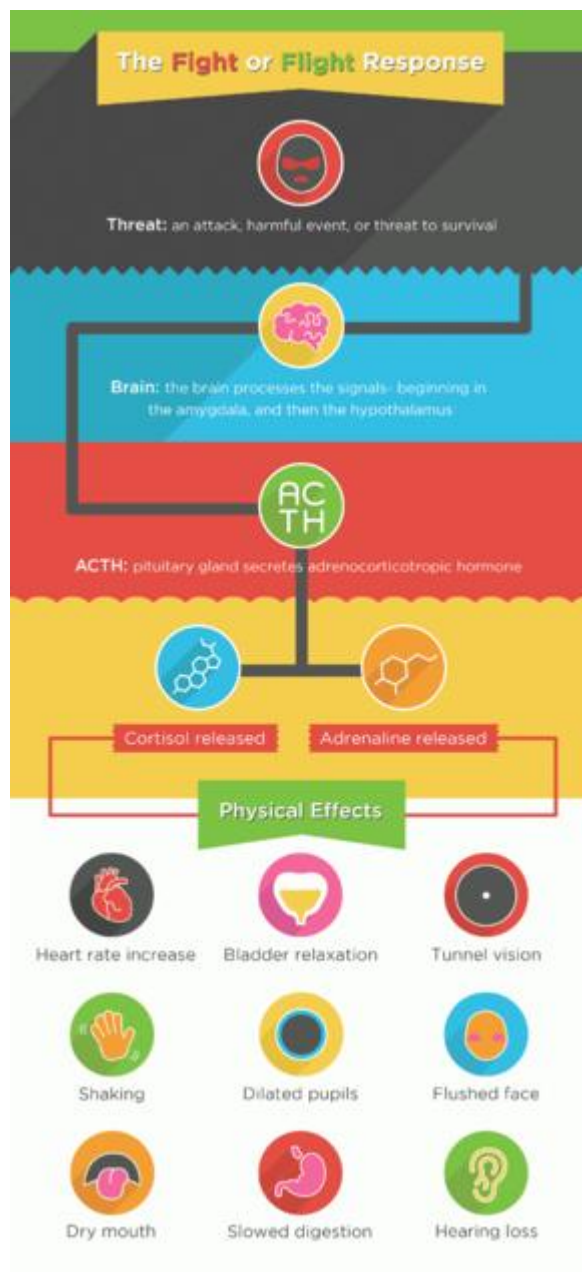 The Fight or Flight Response
Threat: an attack, harmful event, or threat to survival
Brain: the brain processes the signals- beginning in
the amygdala, and then the hypothalamus
AC
TH
ACTH: pituitary gland secretes adrenocorticotropic hormone
Cortisol released
Adrenaline released
Physical Effects
Heart rate increase
Bladder relaxation
Tunnel vision
Shaking
Dilated pupils
Flushed face
Dry mouth
Slowed digestion
Hearing loss